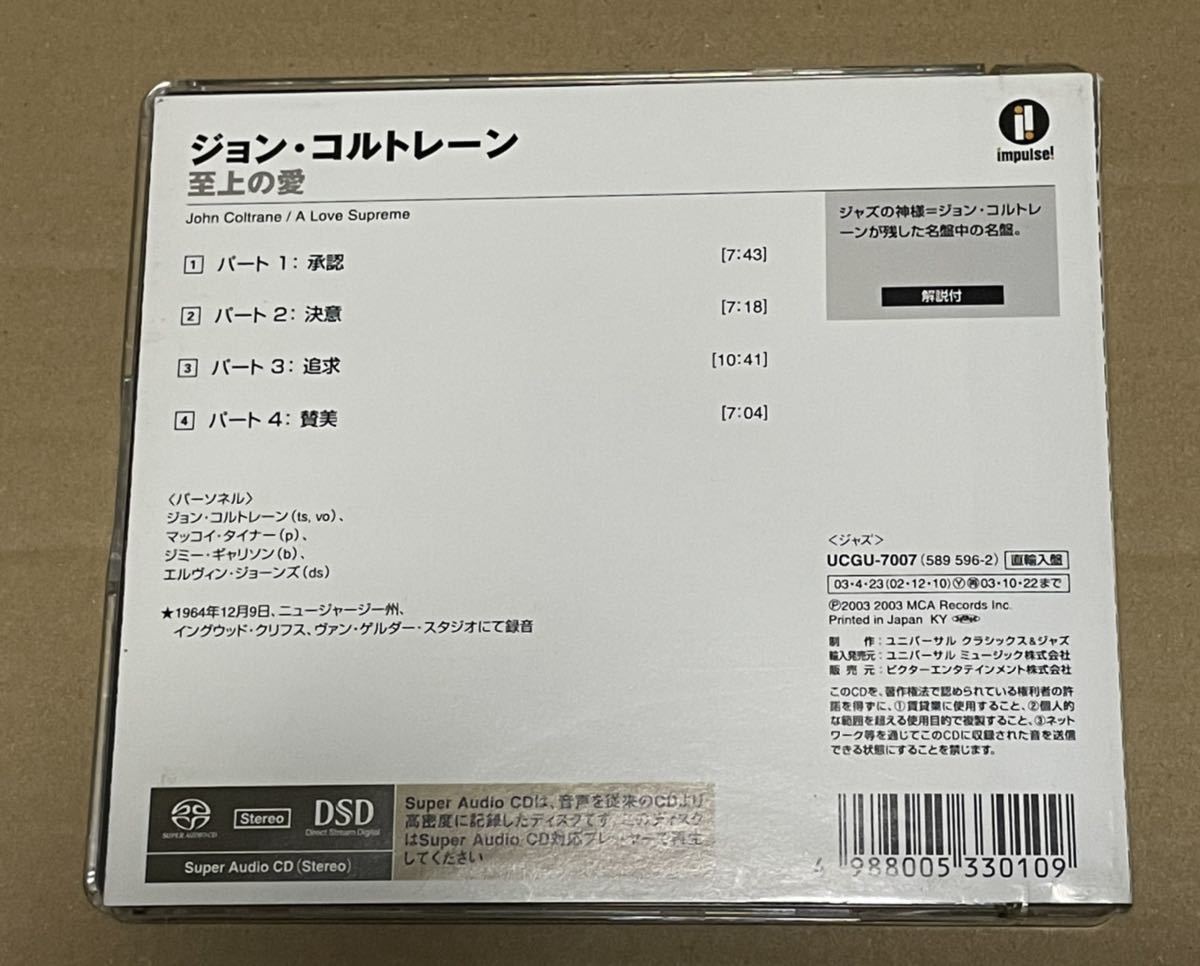 ジョン・コルトレーン
至上の愛
John Coltrane / A Love Supreme
1 パート 1: 承認 [7:43]
2 パート 2: 決意 [7:18]
3 パート 3: 追求 [10:41]
4 パート 4: 賛美 [7:04]
〈パーソネル〉
ジョン・コルトレーン(ts, vo)、
マッコイ・タイナー(p)、
ジミー・ギャリソン(b)、
エルヴィン・ジョーンズ(ds)
★1964年12月9日、ニュージャージー州、
イングウッド・クリフス、ヴァン・ゲルダー・スタジオにて録音
impulse!
ジャズの神様=ジョン・コルトレ
ーンが残した名盤中の名盤。
解説付
〈ジャズ〉
UCGU-7007 (589 596-2) 直輸入盤
03・4・23(02・12・10)Ⓨ㊢03・10・22まで
Ⓟ2003 2003 MCA Records Inc.
Printed in Japan KY
制 作:ユニバーサル クラシックス&ジャズ
輸入発売元:ユニバーサル ミュージック株式会社
販 売 元:ビクターエンタテインメント株式会社
このCDを、著作権法で認められている権利者の許
諾を得ずに、①賃貸業に使用すること、②個人的
な範囲を超える使用目的で複製すること、③ネット
ワーク等を通じてこのCDに収録された音を送信
できる状態にすることを禁じます。
SUPER AUDIO CD
Stereo
DSD
Direct Stream Digital
Super Audio CD (Stereo)
Super Audio CDは、音声を従来のCDより
高密度に記録したディスクです。このディスク
はSuper Audio CD対応プレーヤーで再生
してください
4 988005 330109